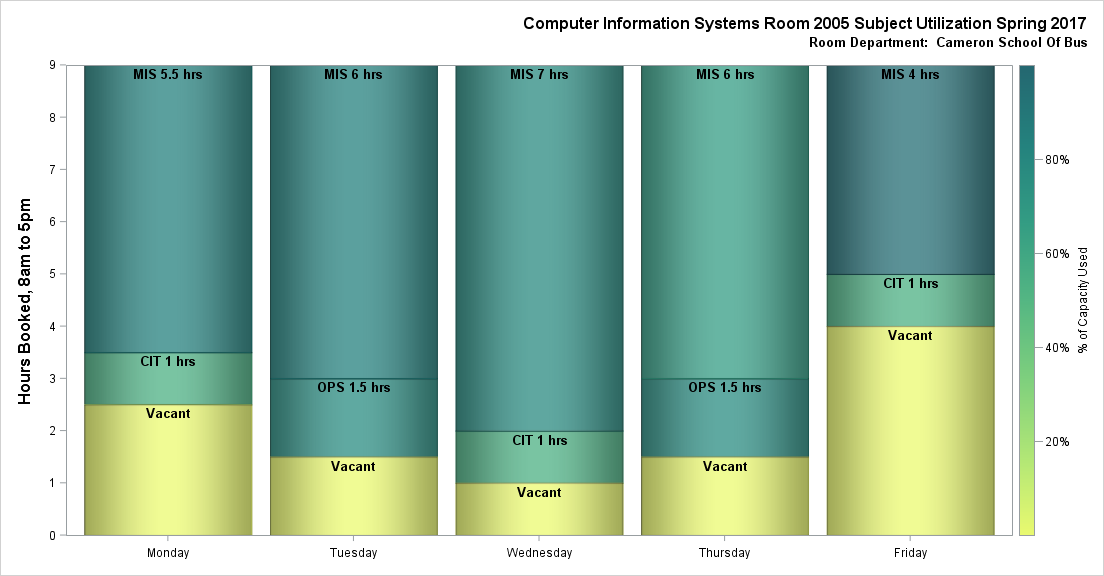 Computer Information Systems Room 2005 Subject Utilization Spring 2017
Room Department:  Cameron School Of Bus
Hours Booked, 8am to 5pm
9
8
7
6
5
4
3
2
1
0
MIS 5.5 hrs
CIT 1 hrs
Vacant
Monday
MIS 6 hrs
OPS 1.5 hrs
Vacant
Tuesday
MIS 7 hrs
CIT 1 hrs
Vacant
Wednesday
MIS 6 hrs
OPS 1.5 hrs
Vacant
Thursday
MIS 4 hrs
CIT 1 hrs
Vacant
Friday
80%
60%
40%
20%
% of Capacity Used